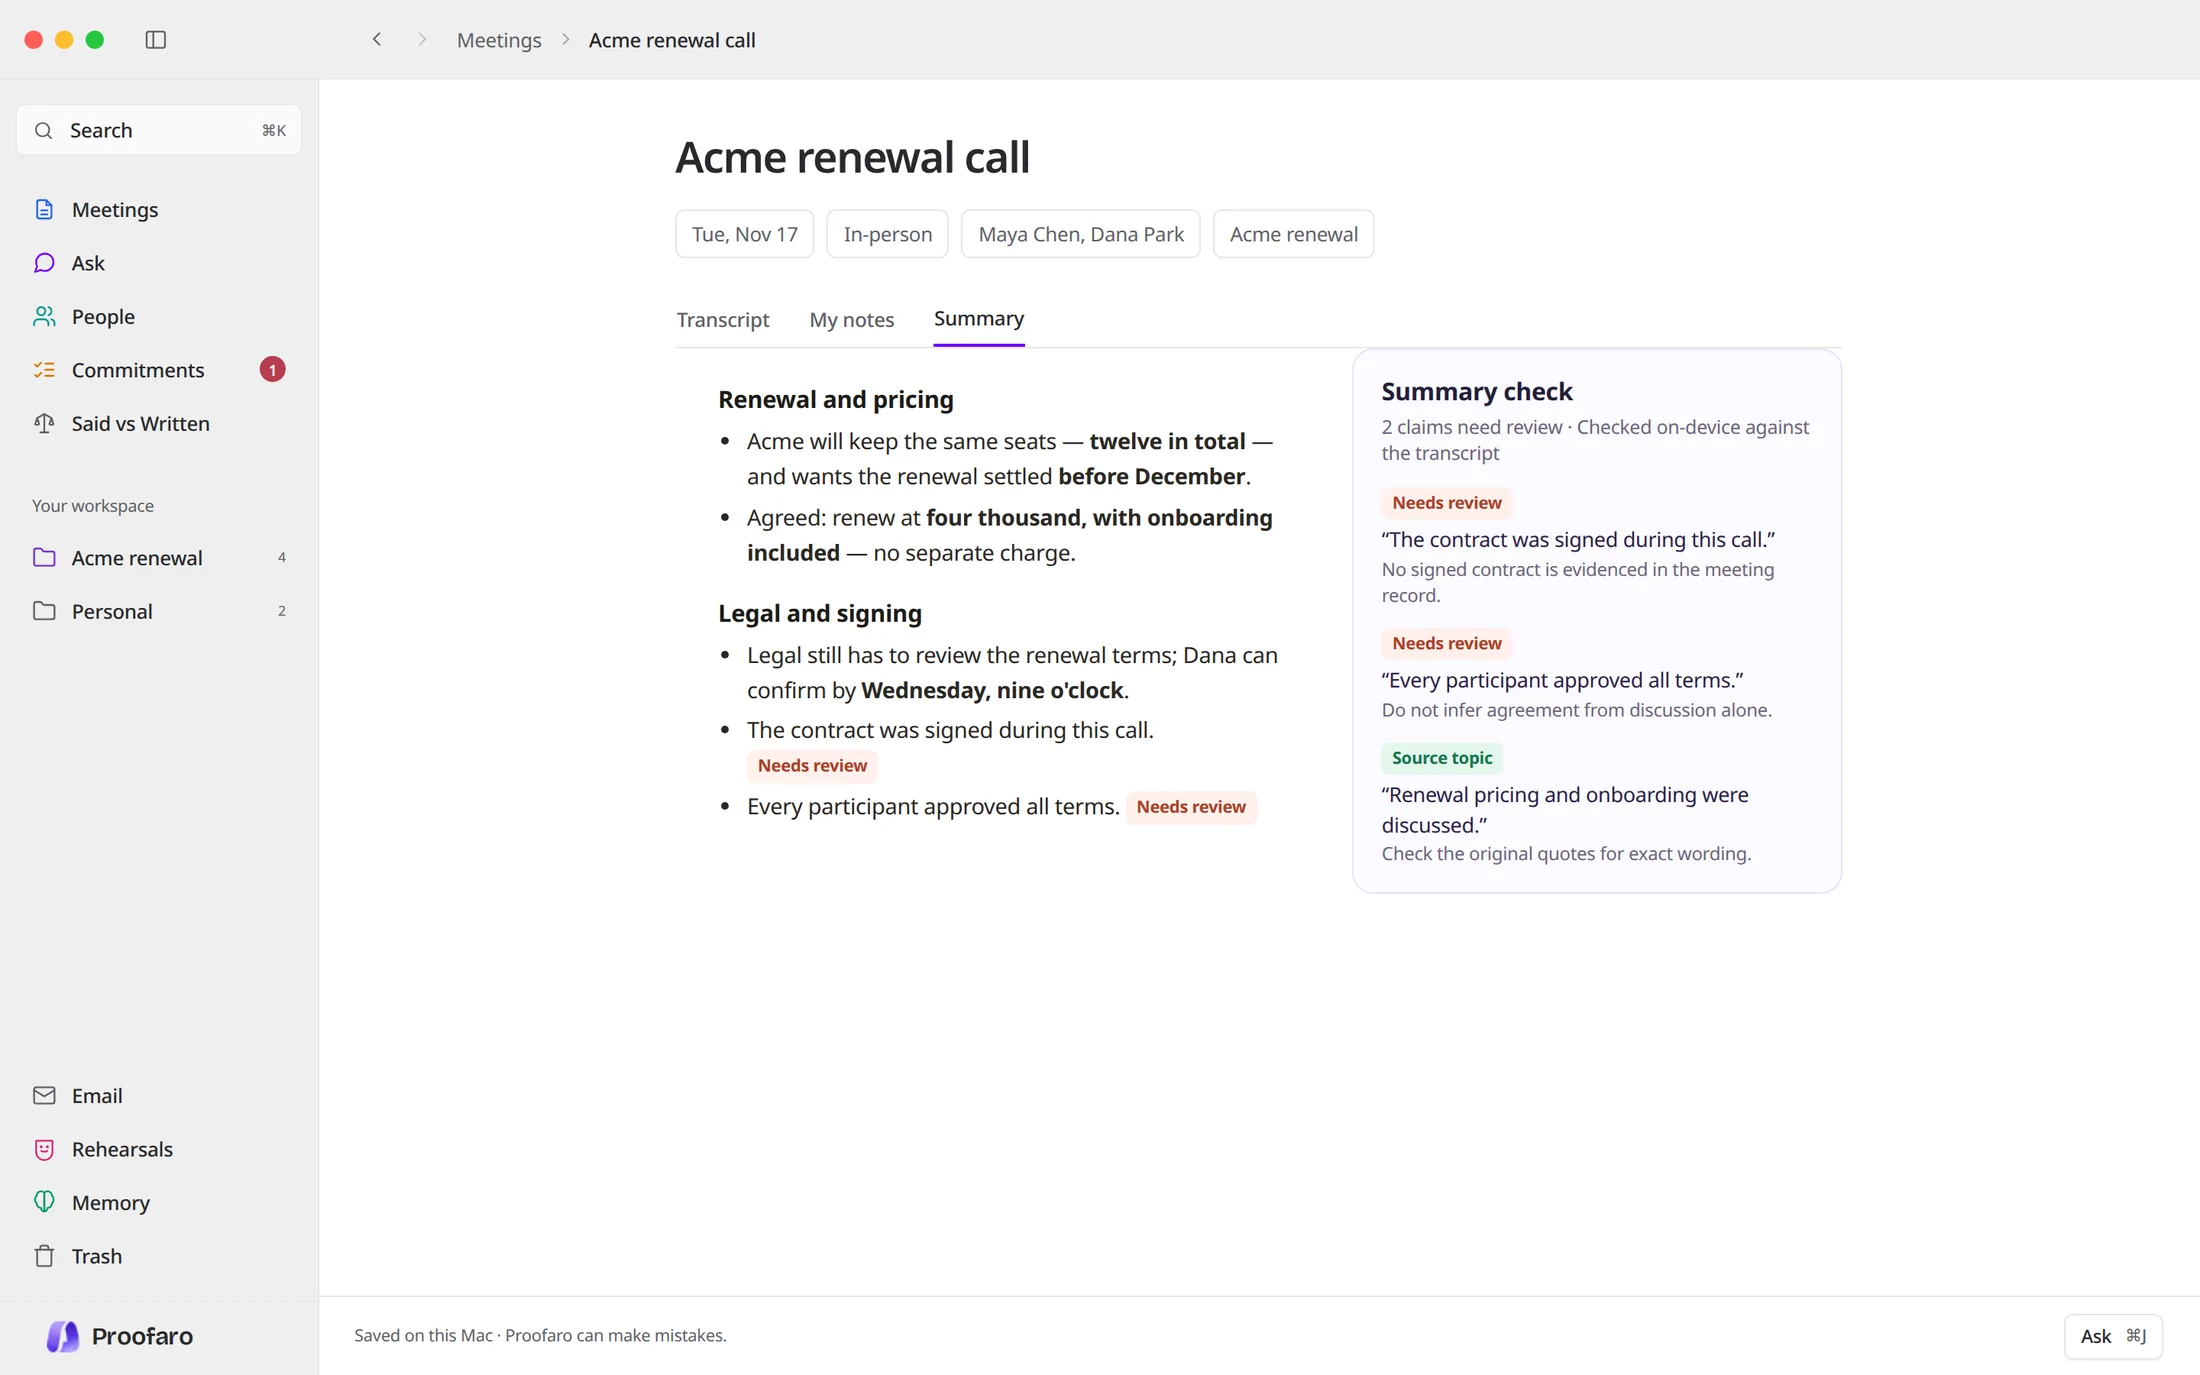 Meetings
Acme renewal call
Search ⌘K
Meetings
Ask
People
Commitments 1
Said vs Written
Your workspace
Acme renewal 4
Personal 2
Email
Rehearsals
Memory
Trash
Proofaro
Acme renewal call
Tue, Nov 17
In-person
Maya Chen, Dana Park
Acme renewal
Transcript
My notes
Summary
Renewal and pricing
• Acme will keep the same seats — twelve in total —
and wants the renewal settled before December.
• Agreed: renew at four thousand, with onboarding
included — no separate charge.
Legal and signing
• Legal still has to review the renewal terms; Dana can
confirm by Wednesday, nine o'clock.
• The contract was signed during this call.
Needs review
• Every participant approved all terms. Needs review
Summary check
2 claims need review · Checked on-device against
the transcript
Needs review
“The contract was signed during this call.”
No signed contract is evidenced in the meeting
record.
Needs review
“Every participant approved all terms.”
Do not infer agreement from discussion alone.
Source topic
“Renewal pricing and onboarding were
discussed.”
Check the original quotes for exact wording.
Saved on this Mac · Proofaro can make mistakes.
Ask ⌘J